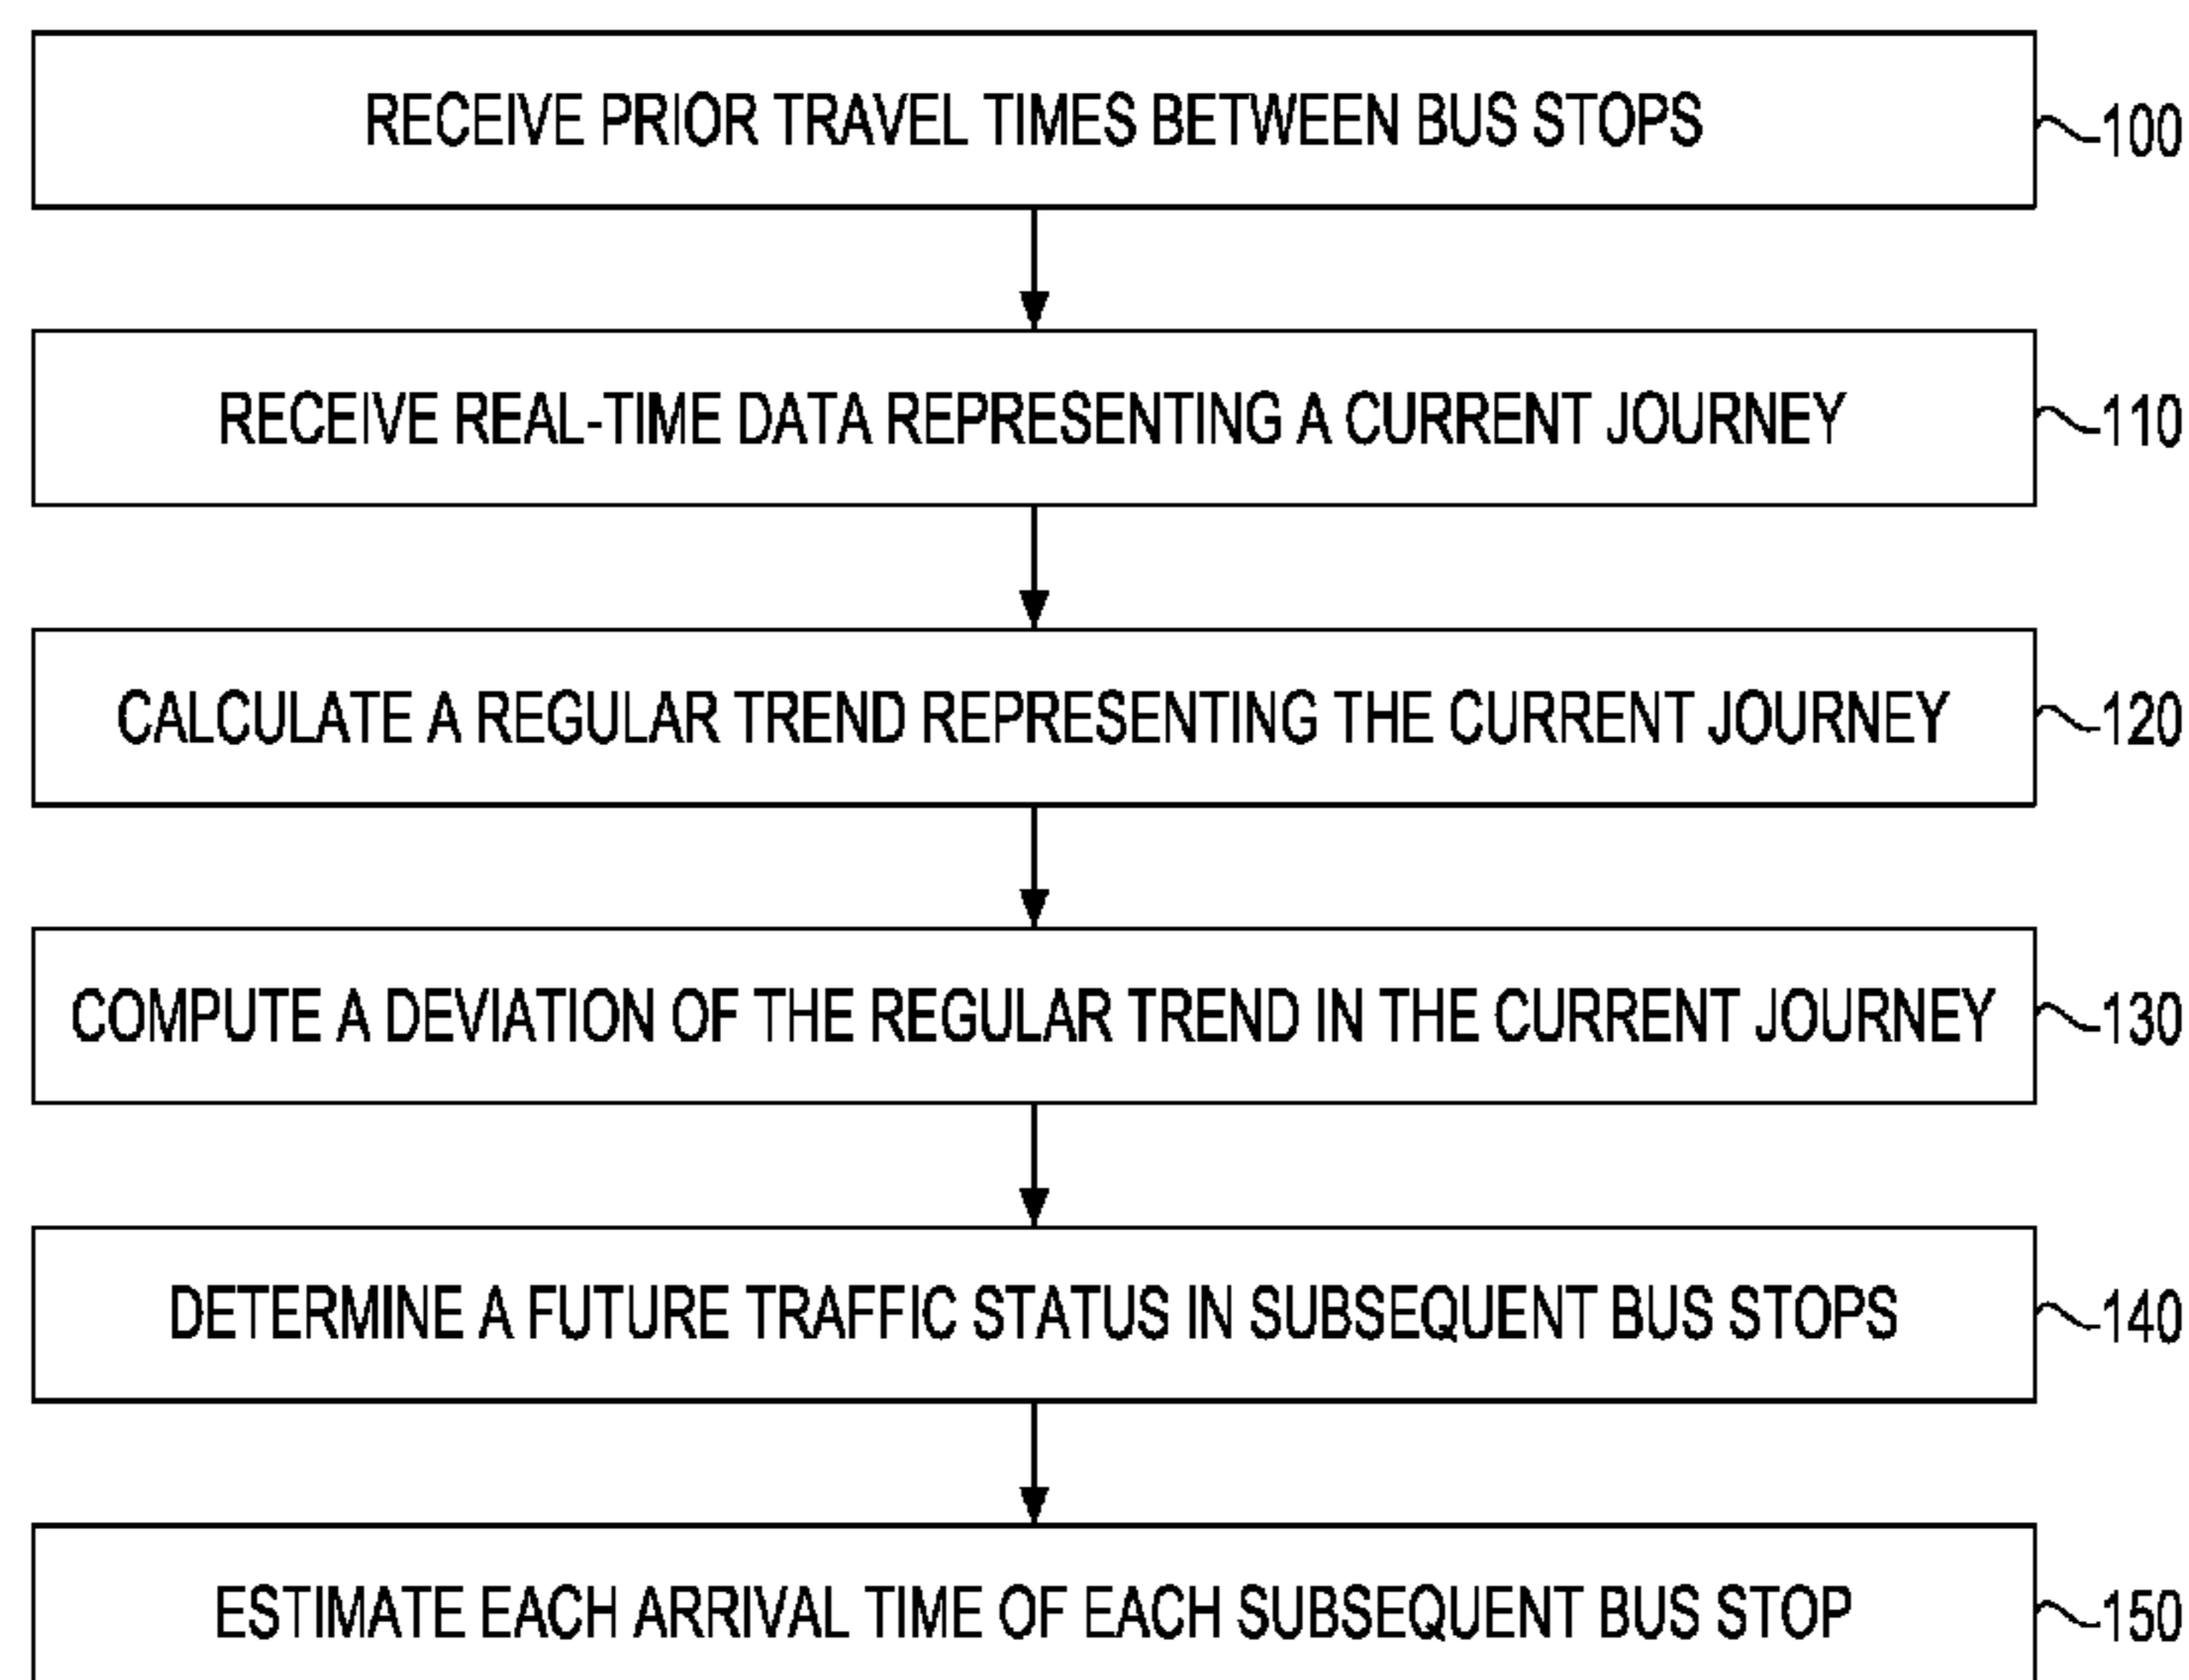 RECEIVE PRIOR TRAVEL TIMES BETWEEN BUS STOPS
100
RECEIVE REAL-TIME DATA REPRESENTING A CURRENT JOURNEY
110
CALCULATE A REGULAR TREND REPRESENTING THE CURRENT JOURNEY
120
COMPUTE A DEVIATION OF THE REGULAR TREND IN THE CURRENT JOURNEY
130
DETERMINE A FUTURE TRAFFIC STATUS IN SUBSEQUENT BUS STOPS
140
ESTIMATE EACH ARRIVAL TIME OF EACH SUBSEQUENT BUS STOP
150